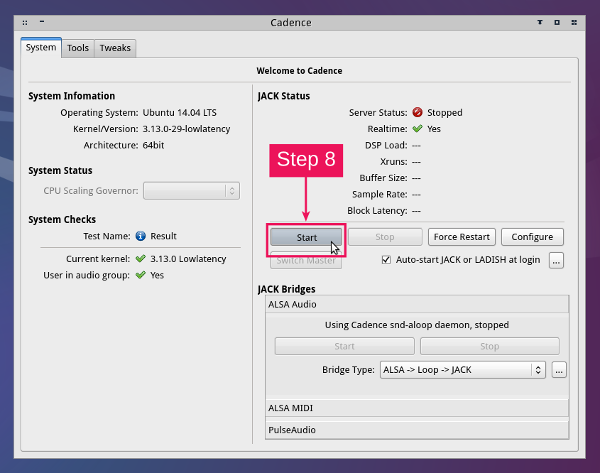 Cadence
System Tools Tweaks
Welcome to Cadence
System Infomation
Operating System: Ubuntu 14.04 LTS
Kernel/Version: 3.13.0-29-lowlatency
Architecture: 64bit
System Status
CPU Scaling Governor:
System Checks
Test Name: Result
Current kernel: 3.13.0 Lowlatency
User in audio group: Yes
JACK Status
Server Status: Stopped
Realtime: Yes
DSP Load: ---
Xruns: ---
Buffer Size: ---
Sample Rate: ---
Block Latency: ---
Step 8
Start Stop Force Restart Configure
Switch Master Auto-start JACK or LADISH at login ...
JACK Bridges
ALSA Audio
Using Cadence snd-aloop daemon, stopped
Start Stop
Bridge Type: ALSA -> Loop -> JACK ...
ALSA MIDI
PulseAudio